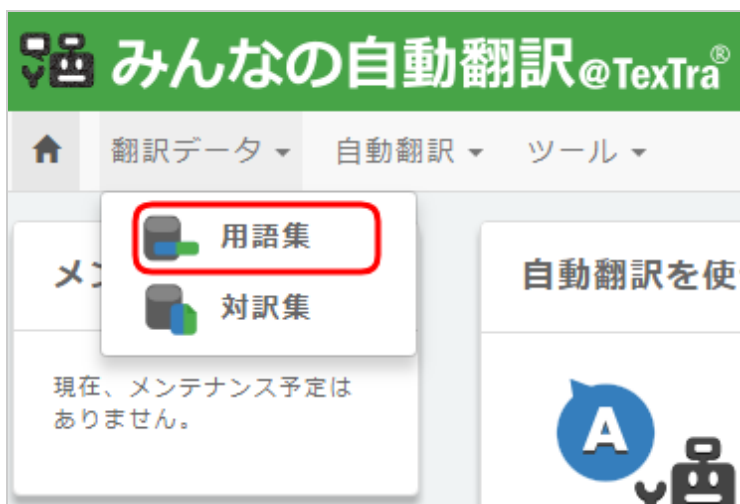 みんなの自動翻訳@TexTra®
翻訳データ 自動翻訳 ツール
用語集
対訳集
メン
現在、メンテナンス予定は
ありません。
自動翻訳を使
A